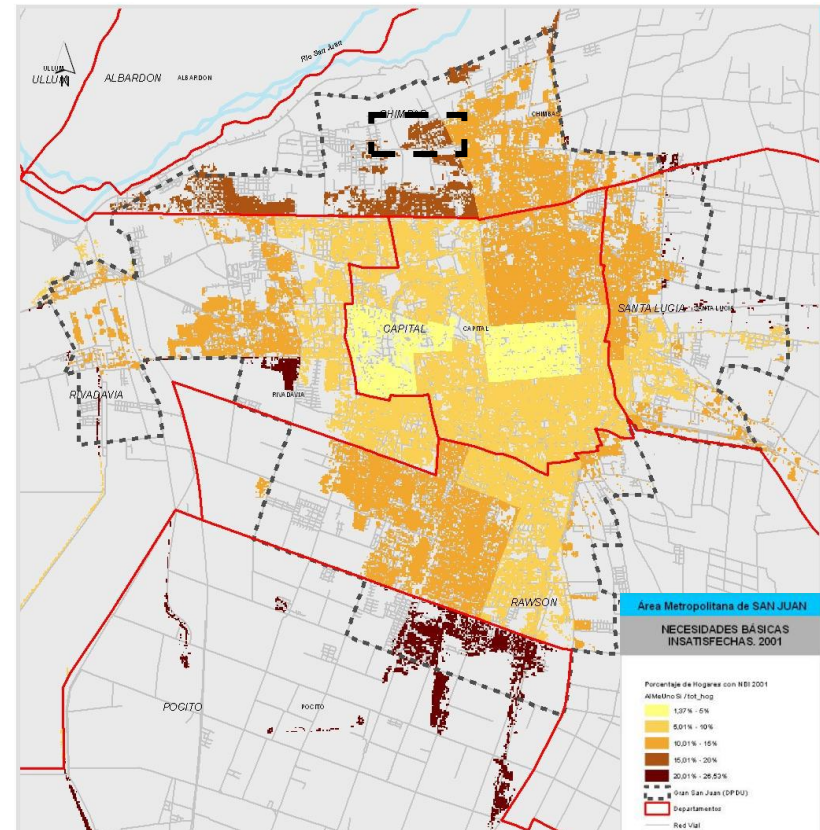 Rio San Juan
ULLUM
ULLUM
ALBARDON
ALBARDON
CHIMBAS
CHIMBAS
SANTA LUCIA
SANTA LUCIA
CAPITAL
CAPITAL
RIVADAVIA
RIVADAVIA
RAWSON
POCITO
POCITO
Área Metropolitana de SAN JUAN
NECESIDADES BÁSICAS
INSATISFECHAS. 2001
Porcentaje de Hogares con NBI 2001
AlMeUnoSi /tot_hog
1,37% - 5%
5,01% - 10%
10,01% - 15%
15,01% - 20%
20,01% - 26,53%
Gran San Juan (DPDU)
Departamentos
Red Vial